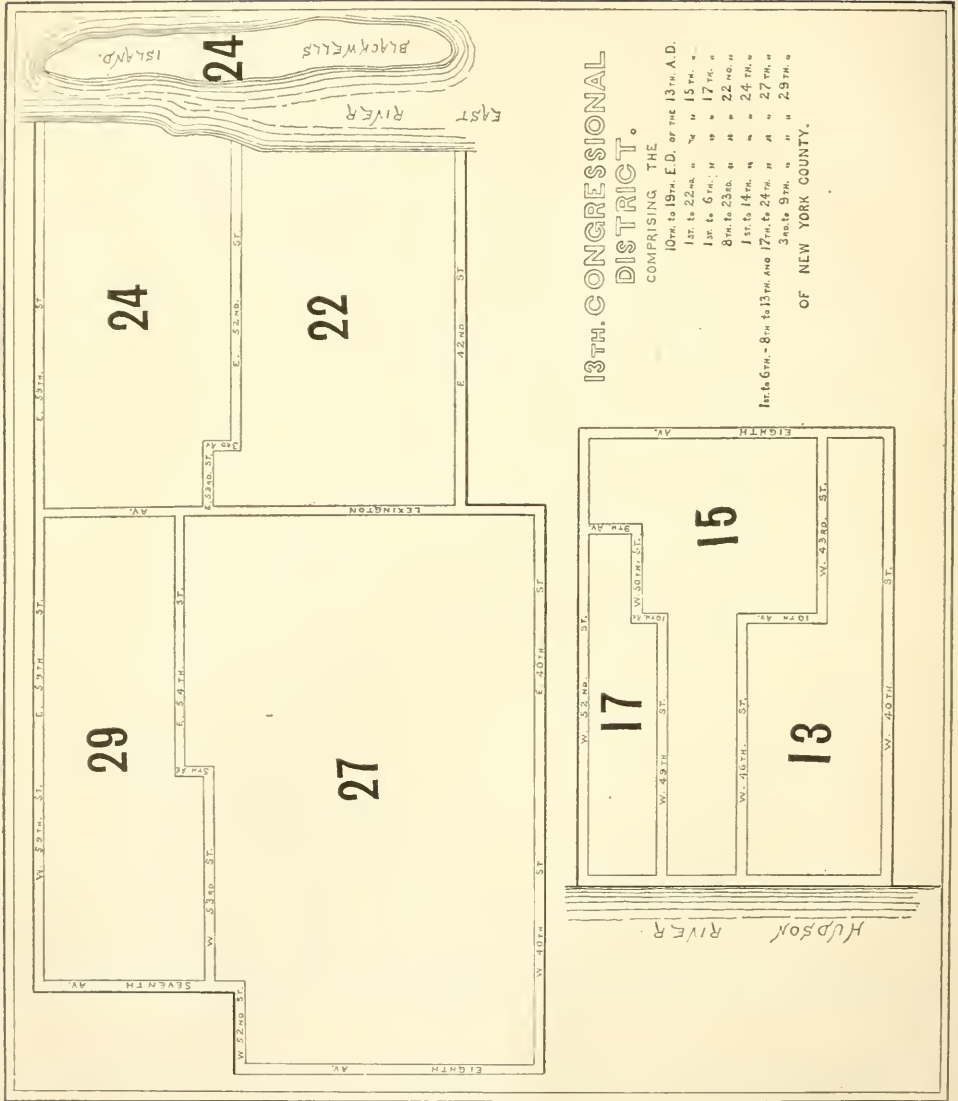 13TH. CONGRESSIONAL
DISTRICT.
COMPRISING THE
10TH. to 19TH. E.D. OF THE 13TH. A.D.
1ST. to 22ND. " " " 15TH. "
1ST. to 6TH. " " " 17TH. "
8TH. to 23RD. " " " 22ND. "
1ST. to 14TH. " " " 24TH. "
1ST. to 6TH. - 8TH to 13TH. AND 17TH. to 24TH. " " " 27TH. "
3RD. to 9TH. " " " 29TH. "
OF NEW YORK COUNTY.
BLACKWELLS ISLAND.
24
EAST RIVER
E. 59TH. ST
24
E. 52ND. ST.
3RD AV.
E. 53RD. ST.
22
E 42ND ST
LEXINGTON AV.
W. 59TH. ST. E. 59TH ST.
29
E. 54TH. ST.
5TH AV.
W 53RD ST.
SEVENTH AV.
W 52ND ST.
27
EIGHTH AV.
W 40TH ST E. 40TH ST
W. 52ND. ST.
EIGHTH AV.
9TH. AV.
W. 50TH. ST.
10TH. AV.
17
W. 49TH ST.
15
W. 46TH ST.
10TH AV.
W. 43RD. ST.
13
W. 40TH ST.
HUDSON RIVER